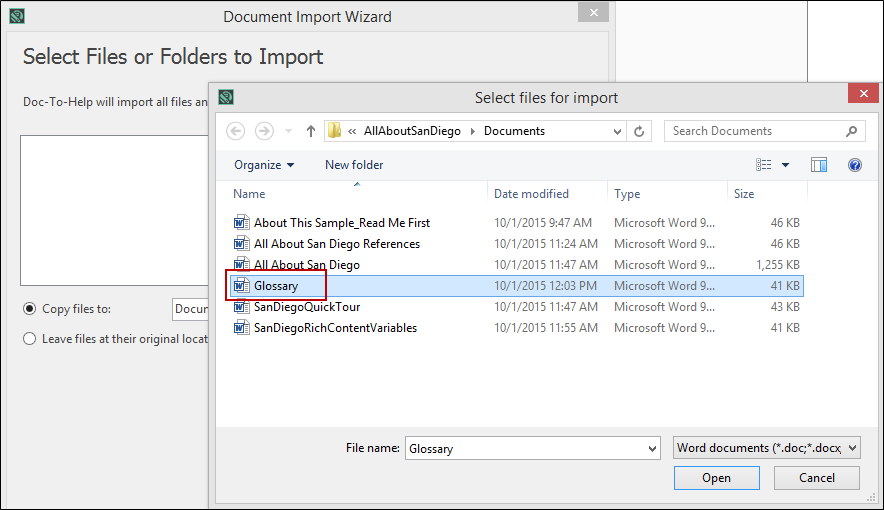 Document Import Wizard
Select Files or Folders to Import
Doc-To-Help will import all files an
Select files for import
« AllAboutSanDiego Documents
Search Documents
Organize New folder
Name Date modified Type Size
About This Sample_Read Me First 10/1/2015 9:47 AM Microsoft Word 9... 46 KB
All About San Diego References 10/1/2015 11:24 AM Microsoft Word 9... 46 KB
All About San Diego 10/1/2015 11:47 AM Microsoft Word 9... 1,255 KB
Glossary 10/1/2015 12:03 PM Microsoft Word 9... 41 KB
SanDiegoQuickTour 10/1/2015 11:47 AM Microsoft Word 9... 43 KB
SanDiegoRichContentVariables 10/1/2015 11:55 AM Microsoft Word 9... 41 KB
Copy files to: Docun
Leave files at their original locat
File name: Glossary Word documents (*.doc;*.docx;
Open Cancel